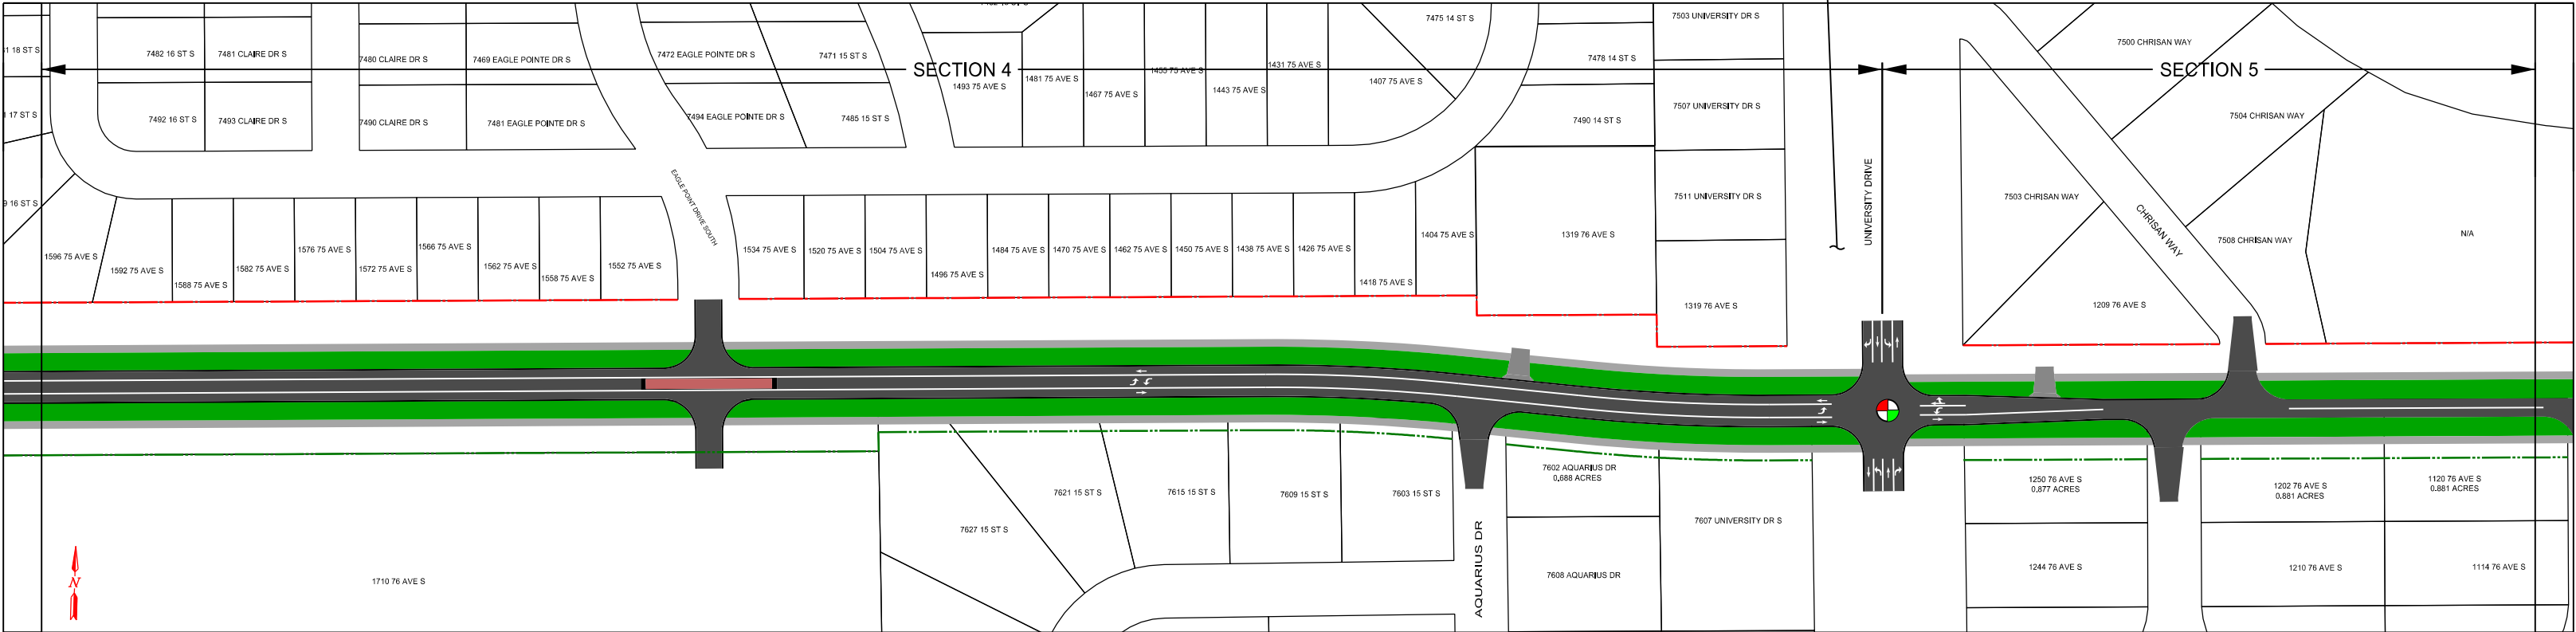 7475 14 ST S
7503 UNIVERSITY DR S
7500 CHRISAN WAY
7482 16 ST S
7481 CLAIRE DR S
7480 CLAIRE DR S
7469 EAGLE POINTE DR S
7472 EAGLE POINTE DR S
7471 15 ST S
SECTION 4
1493 75 AVE S
1481 75 AVE S
1467 75 AVE S
1455 75 AVE S
1443 75 AVE S
1431 75 AVE S
1407 75 AVE S
7478 14 ST S
SECTION 5
7507 UNIVERSITY DR S
7504 CHRISAN WAY
7492 16 ST S
7493 CLAIRE DR S
7490 CLAIRE DR S
7481 EAGLE POINTE DR S
7494 EAGLE POINTE DR S
7485 15 ST S
7490 14 ST S
EAGLE POINT DRIVE SOUTH
UNIVERSITY DRIVE
7511 UNIVERSITY DR S
7503 CHRISAN WAY
CHRISAN WAY
7508 CHRISAN WAY
N/A
1596 75 AVE S
1592 75 AVE S
1588 75 AVE S
1582 75 AVE S
1576 75 AVE S
1572 75 AVE S
1566 75 AVE S
1562 75 AVE S
1558 75 AVE S
1552 75 AVE S
1534 75 AVE S
1520 75 AVE S
1504 75 AVE S
1496 75 AVE S
1484 75 AVE S
1470 75 AVE S
1462 75 AVE S
1450 75 AVE S
1438 75 AVE S
1426 75 AVE S
1418 75 AVE S
1404 75 AVE S
1319 76 AVE S
1319 76 AVE S
1209 76 AVE S
7621 15 ST S
7615 15 ST S
7609 15 ST S
7603 15 ST S
7602 AQUARIUS DR
0.688 ACRES
1250 76 AVE S
0.877 ACRES
1202 76 AVE S
0.881 ACRES
1120 76 AVE S
0.881 ACRES
7627 15 ST S
7607 UNIVERSITY DR S
N
1710 76 AVE S
AQUARIUS DR
7608 AQUARIUS DR
1244 76 AVE S
1210 76 AVE S
1114 76 AVE S